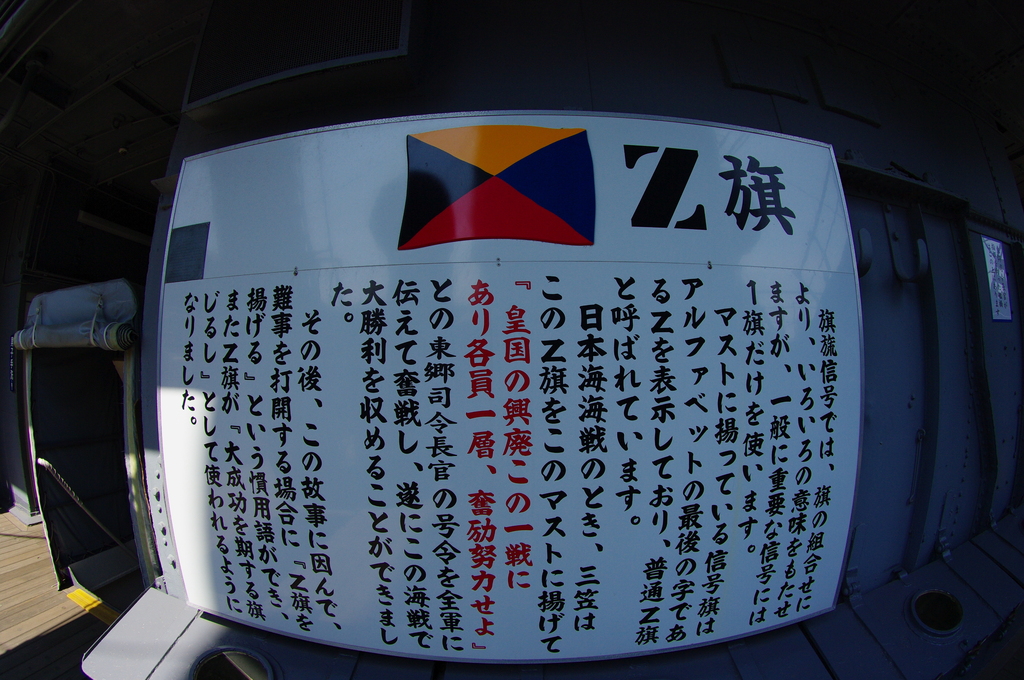 Z旗
旗旒信号では、旗の組合せに
より、いろいろの意味をもたせ
ますが、一般に重要な信号には
1旗だけを使います。
マストに揚っている信号旗は
アルファベットの最後の字であ
るZを表示しており、普通Z旗
と呼ばれています。
日本海海戦のとき、三笠は
このZ旗をこのマストに揚げて
『皇国の興廃この一戦に
あり各員一層、奮励努力せよ』
との東郷司令長官の号令を全軍に
伝えて奮戦し、遂にこの海戦で
大勝利を収めることができまし
た。
その後、この故事に因んで、
難事を打開する場合に『Z旗を
揚げる』という慣用語ができ、
またZ旗が『大成功を期する旗
じるし』として使われるように
なりました。